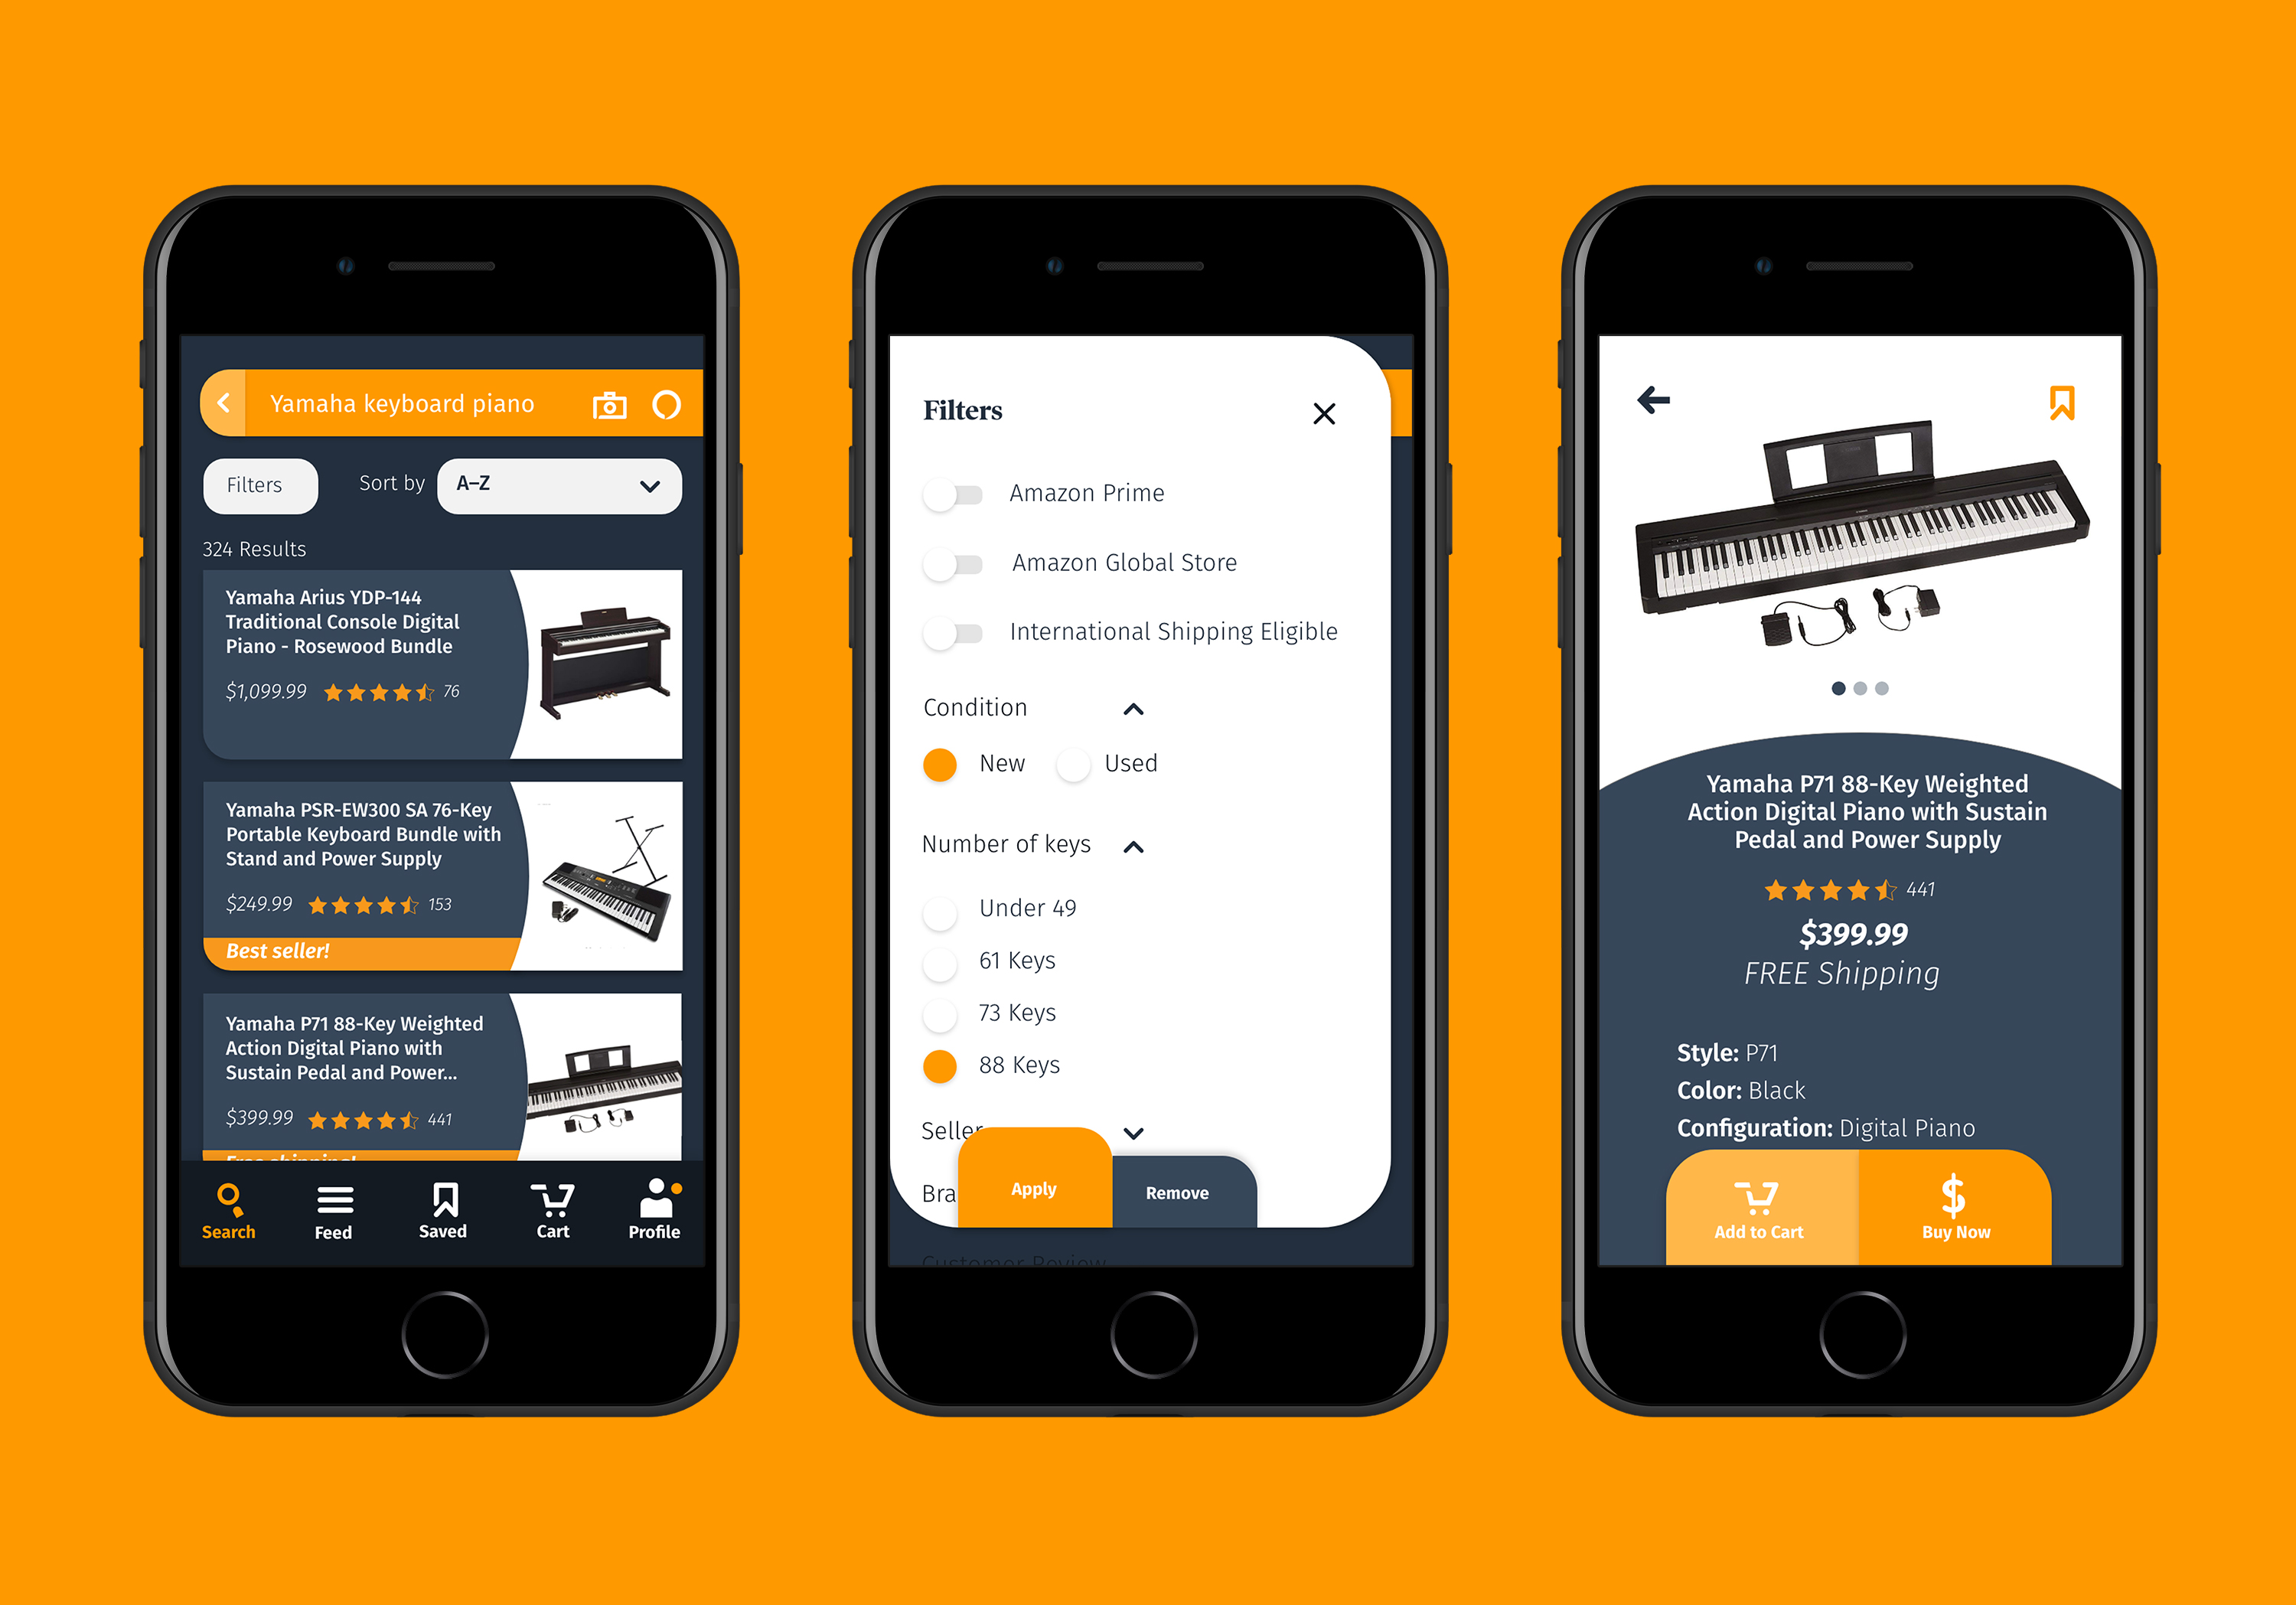 Yamaha keyboard piano
Filters
Sort by
A–Z
324 Results
Yamaha Arius YDP-144
Traditional Console Digital
Piano - Rosewood Bundle
$1,099.99
76
Yamaha PSR-EW300 SA 76-Key
Portable Keyboard Bundle with
Stand and Power Supply
$249.99
153
Best seller!
Yamaha P71 88-Key Weighted
Action Digital Piano with
Sustain Pedal and Power...
$399.99
441
Free shipping!
Search
Feed
Saved
Cart
Profile
Filters
Amazon Prime
Amazon Global Store
International Shipping Eligible
Condition
New
Used
Number of keys
Under 49
61 Keys
73 Keys
88 Keys
Seller
Bra
Apply
Remove
Customer Review
Yamaha P71 88-Key Weighted
Action Digital Piano with Sustain
Pedal and Power Supply
441
$399.99
FREE Shipping
Style: P71
Color: Black
Configuration: Digital Piano
Add to Cart
Buy Now